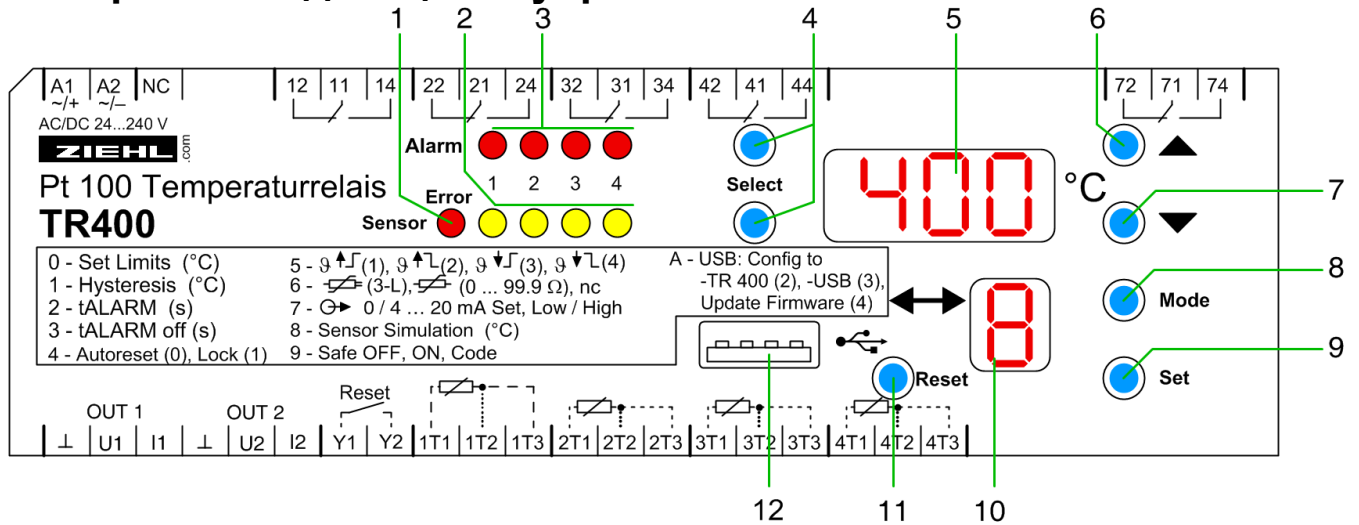 1 2 3 4 5 6
A1 A2 NC 12 11 14 22 21 24 32 31 34 42 41 44 72 71 74
~/+ ~/–
AC/DC 24...240 V
ZIEHL .com
Alarm
Pt 100 Temperaturrelais
1 2 3 4
Select
400 °C
7
Error
TR400
Sensor
0 - Set Limits (°C)
1 - Hysteresis (°C)
2 - tALARM (s)
3 - tALARM off (s)
4 - Autoreset (0), Lock (1)
5 - ϑ (1), ϑ (2), ϑ (3), ϑ (4)
6 - (3-L), (0 ... 99.9 Ω), nc
7 - 0 / 4 ... 20 mA Set, Low / High
8 - Sensor Simulation (°C)
9 - Safe OFF, ON, Code
A - USB: Config to
-TR 400 (2), -USB (3),
Update Firmware (4)
8
Mode 8
Set 9
Reset
Reset
OUT 1 OUT 2
⊥ U1 I1 ⊥ U2 I2 Y1 Y2 1T1 1T2 1T3 2T1 2T2 2T3 3T1 3T2 3T3 4T1 4T2 4T3
12 11 10